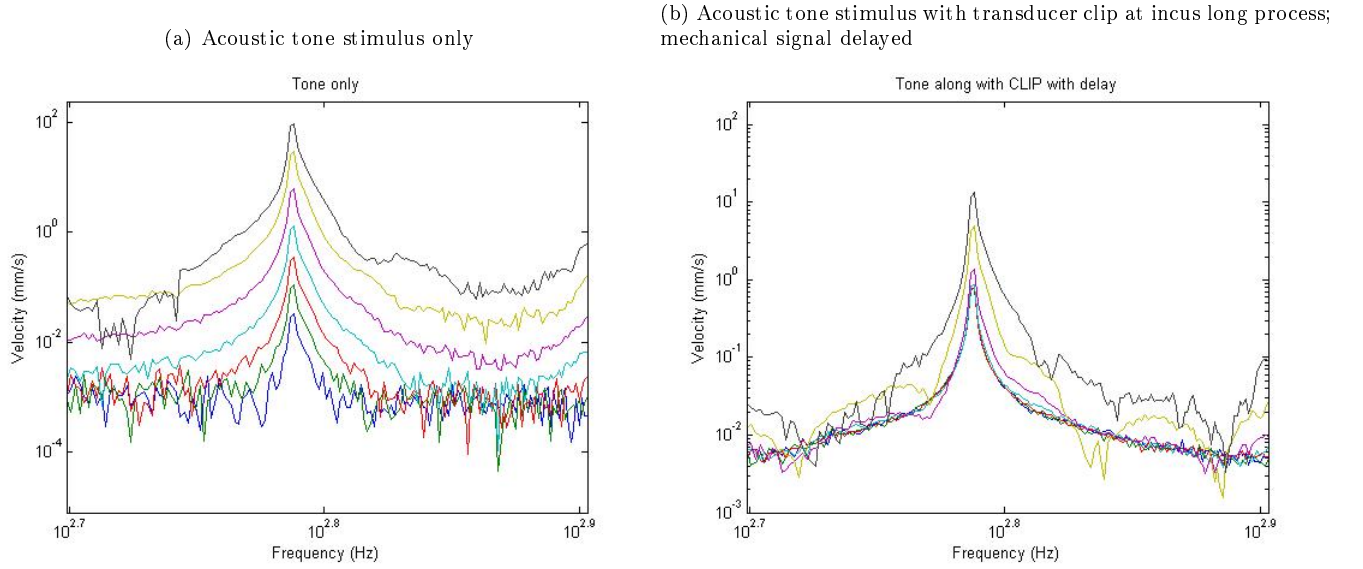 (a) Acoustic tone stimulus only
Tone only
10^2
10^0
10^-2
10^-4
Velocity (mm/s)
10^2.7
10^2.8
10^2.9
Frequency (Hz)
(b) Acoustic tone stimulus with transducer clip at incus long process;
mechanical signal delayed
Tone along with CLIP with delay
10^2
10^1
10^0
10^-1
10^-2
10^-3
Velocity (mm/s)
10^2.7
10^2.8
10^2.9
Frequency (Hz)